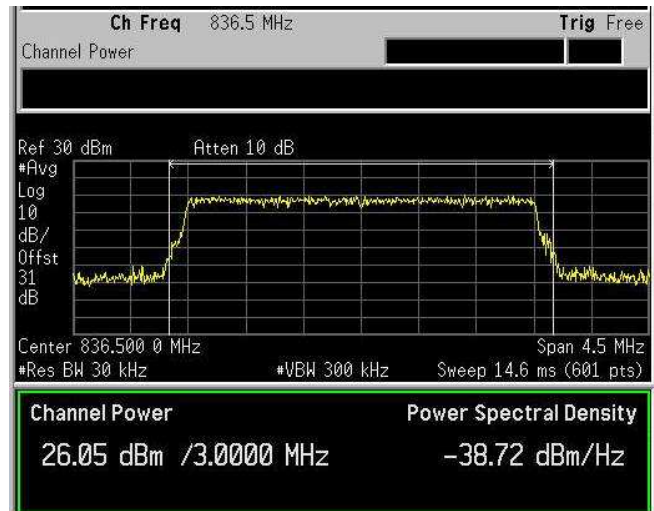 Ch Freq 836.5 MHz Trig Free
Channel Power
Ref 30 dBm Atten 10 dB
#Avg
Log
10
dB/
Offst
31
dB
Center 836.500 0 MHz Span 4.5 MHz
#Res BW 30 kHz #VBW 300 kHz Sweep 14.6 ms (601 pts)
Channel Power Power Spectral Density
26.05 dBm /3.0000 MHz -38.72 dBm/Hz